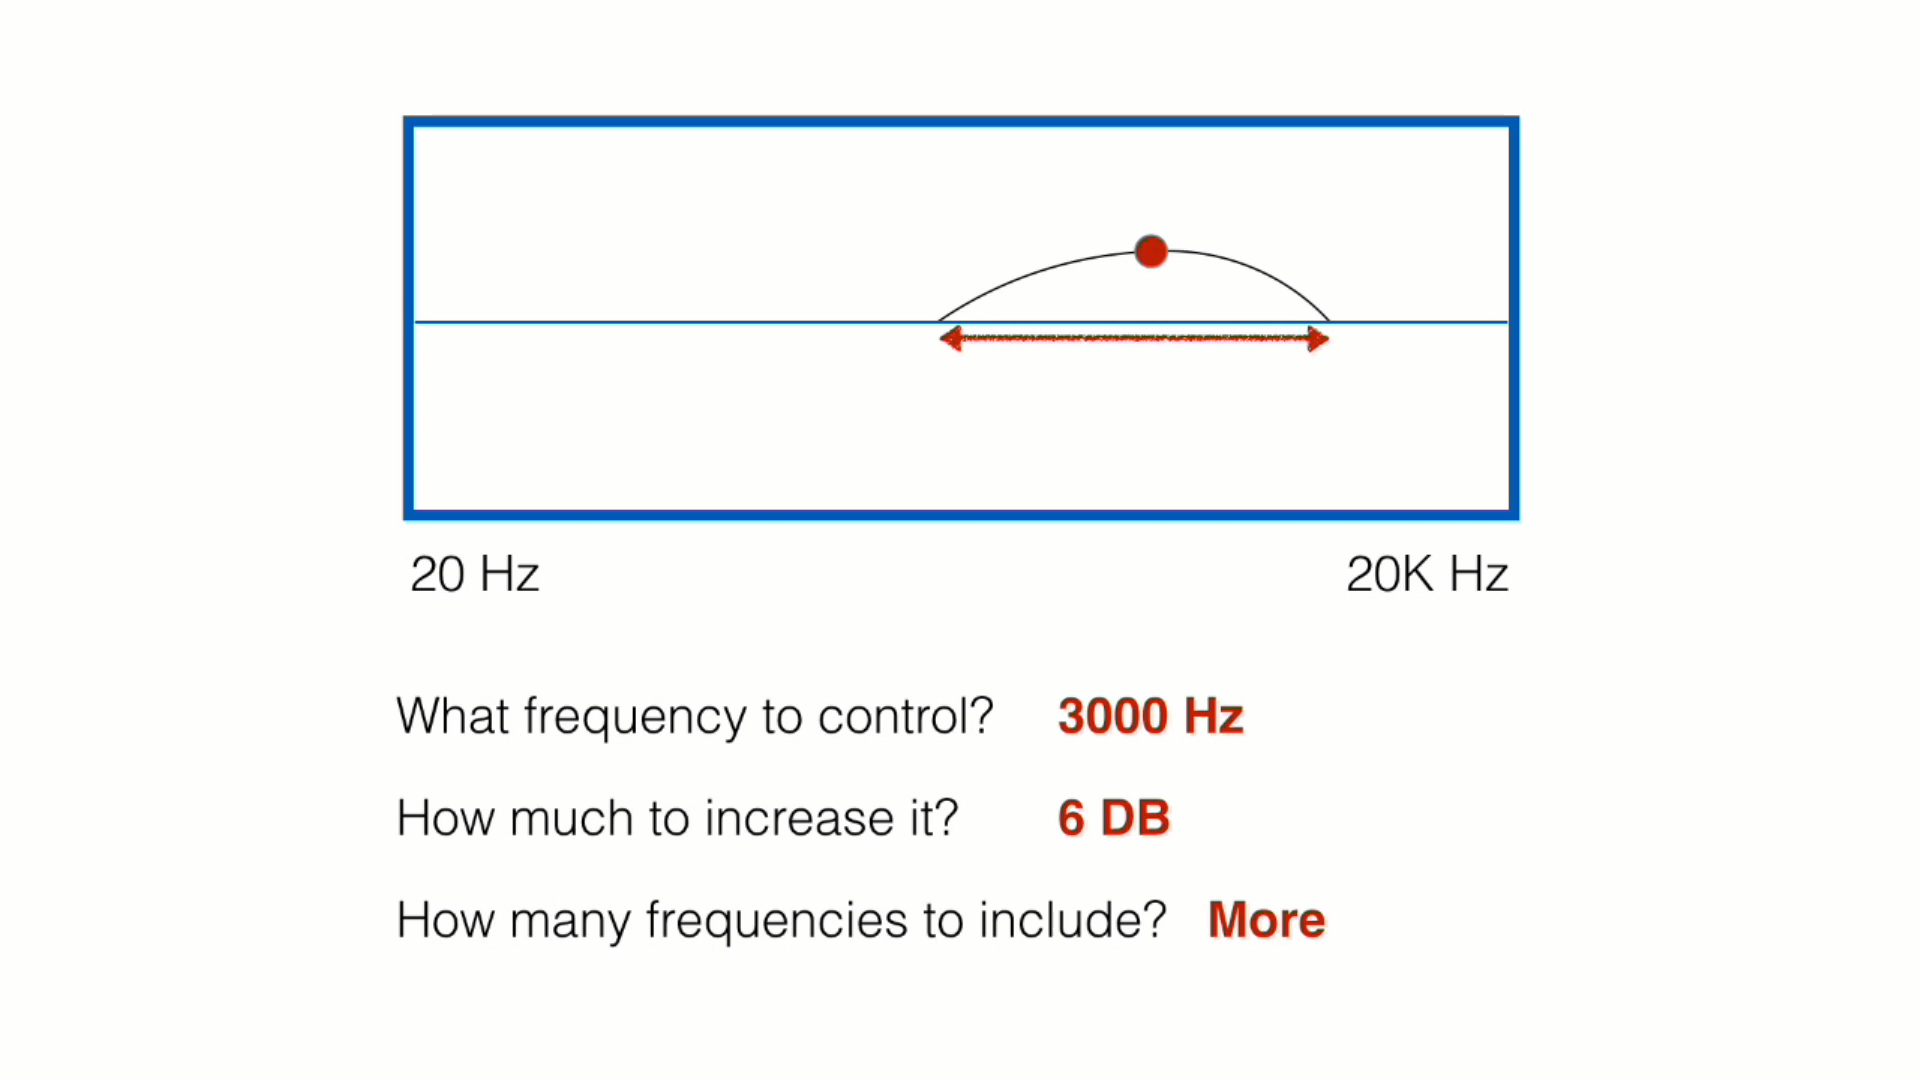 20 Hz 20K Hz
What frequency to control? 3000 Hz
How much to increase it? 6 DB
How many frequencies to include? More